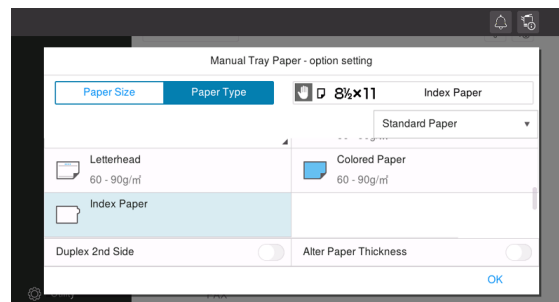 Manual Tray Paper - option setting
Paper Size
Paper Type
8½×11
Index Paper
Standard Paper
Letterhead
60 - 90g/㎡
Colored Paper
60 - 90g/㎡
Index Paper
Duplex 2nd Side
Alter Paper Thickness
OK